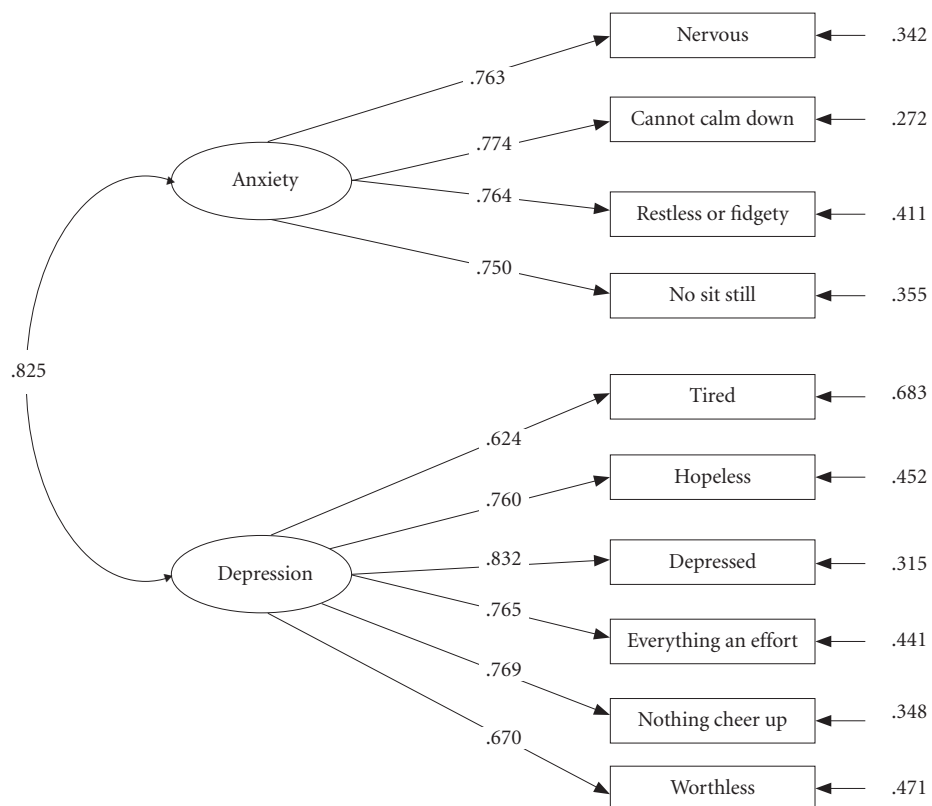 Nervous
.342
.763
Cannot calm down
.272
.774
Anxiety
.764
Restless or fidgety
.411
.750
No sit still
.355
.825
Tired
.683
.624
Hopeless
.452
.760
.832
Depressed
.315
Depression
.765
Everything an effort
.441
.769
Nothing cheer up
.348
.670
Worthless
.471